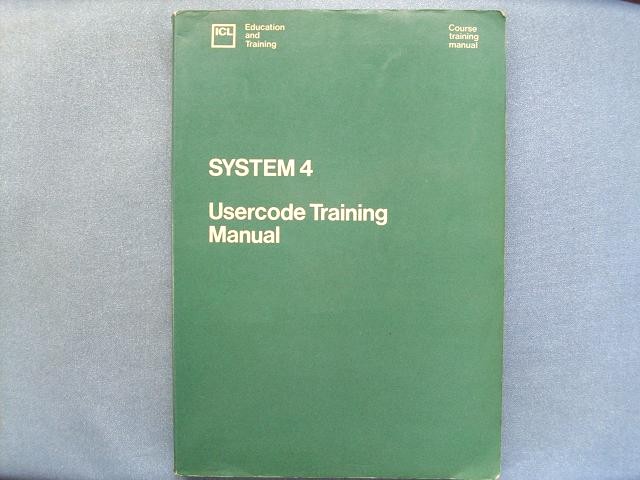 ICL
Education
and
Training
Course
training
manual
SYSTEM 4
Usercode Training
Manual